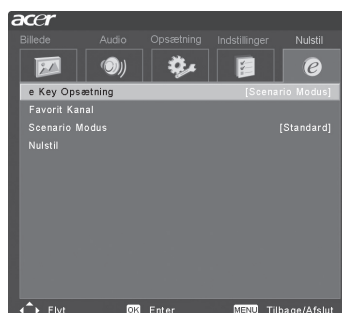 acer
Billede Audio Opsætning Indstillinger Nulstil
e Key Opsætning [Scenario Modus]
Favorit Kanal
Scenario Modus [Standard]
Nulstil
Flyt OK Enter MENU Tilbage/Afslut